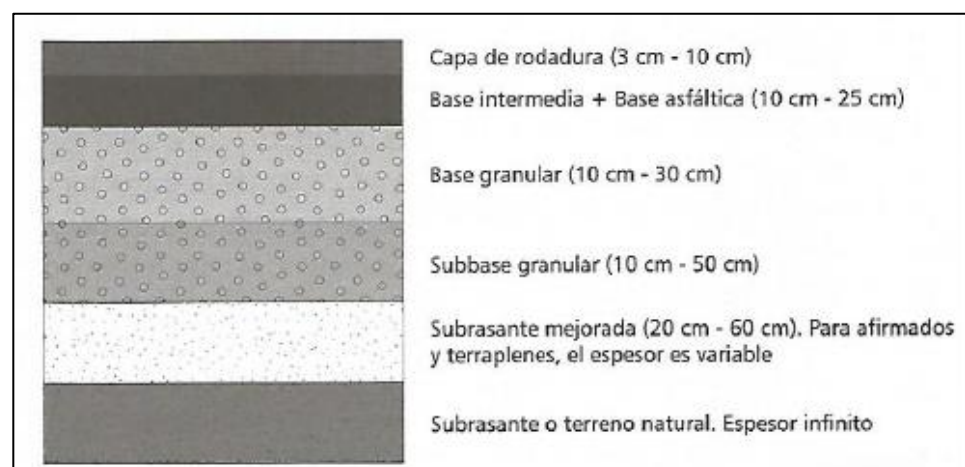 Capa de rodadura (3 cm - 10 cm)
Base intermedia + Base asfáltica (10 cm - 25 cm)
Base granular (10 cm - 30 cm)
Subbase granular (10 cm - 50 cm)
Subrasante mejorada (20 cm - 60 cm). Para afirmados
y terraplenes, el espesor es variable
Subrasante o terreno natural. Espesor infinito